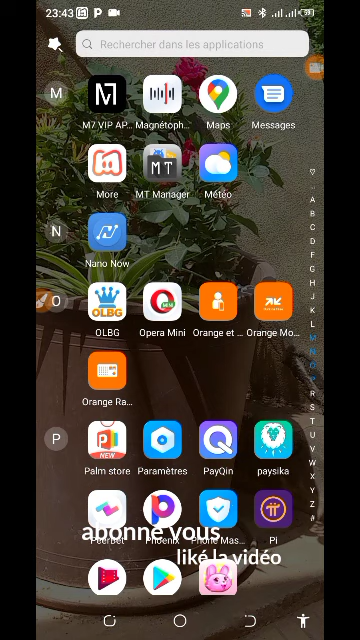 23:43
Rechercher dans les applications
M
M7 VIP AP... Magnétoph... Maps Messages
More MT Manager Météo
N
Nano Now
O
OLBG Opera Mini Orange et ... Orange Mo...
Orange Ra...
P
Palm store Paramètres PayQin paysika
PeerBet Phoenix Phone Mas... Pi
abonné vous
liké la vidéo
A
B
C
D
E
F
G
H
I
J
K
L
M
N
O
P
R
S
T
U
V
W
X
Y
Z
#